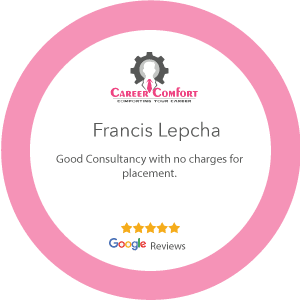 CAREER COMFORT
COMFORTING YOUR CAREER
Francis Lepcha
Good Consultancy with no charges for
placement.
Google Reviews